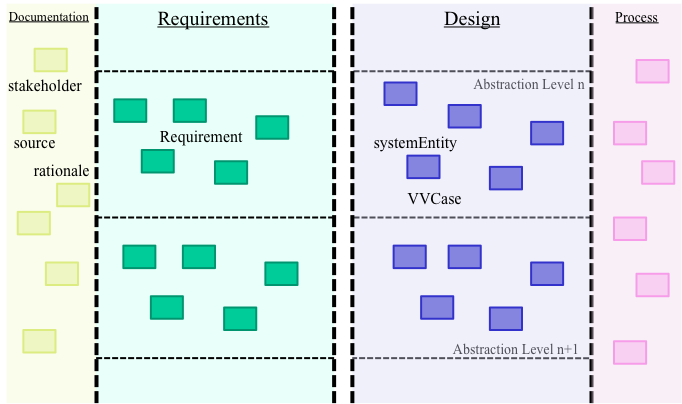 Documentation
Requirements
Design
Process
stakeholder
Abstraction Level n
source
Requirement
systemEntity
rationale
VVCase
Abstraction Level n+1